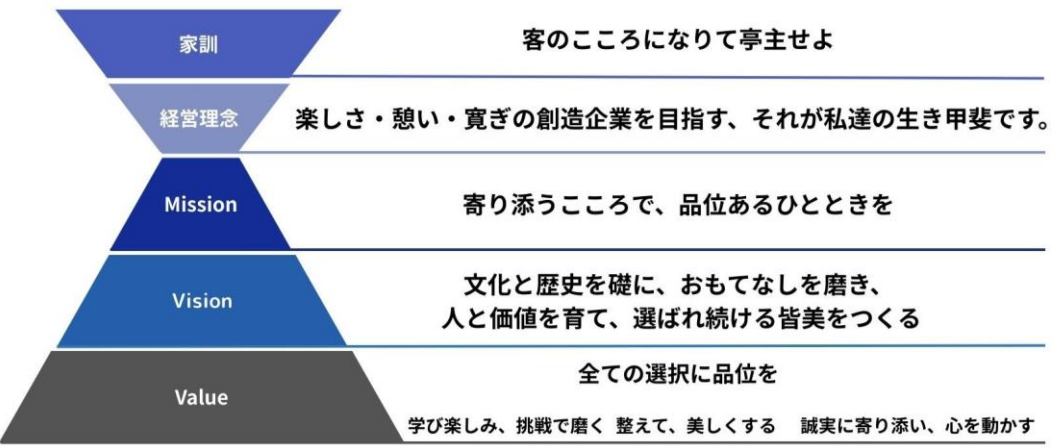 家訓
客のこころになりて亭主せよ
経営理念
楽しさ・憩い・寛ぎの創造企業を目指す、それが私達の生き甲斐です。
Mission
寄り添うこころで、品位あるひとときを
Vision
文化と歴史を礎に、おもてなしを磨き、
人と価値を育て、選ばれ続ける皆美をつくる
Value
全ての選択に品位を
学び楽しみ、挑戦で磨く 整えて、美しくする 誠実に寄り添い、心を動かす